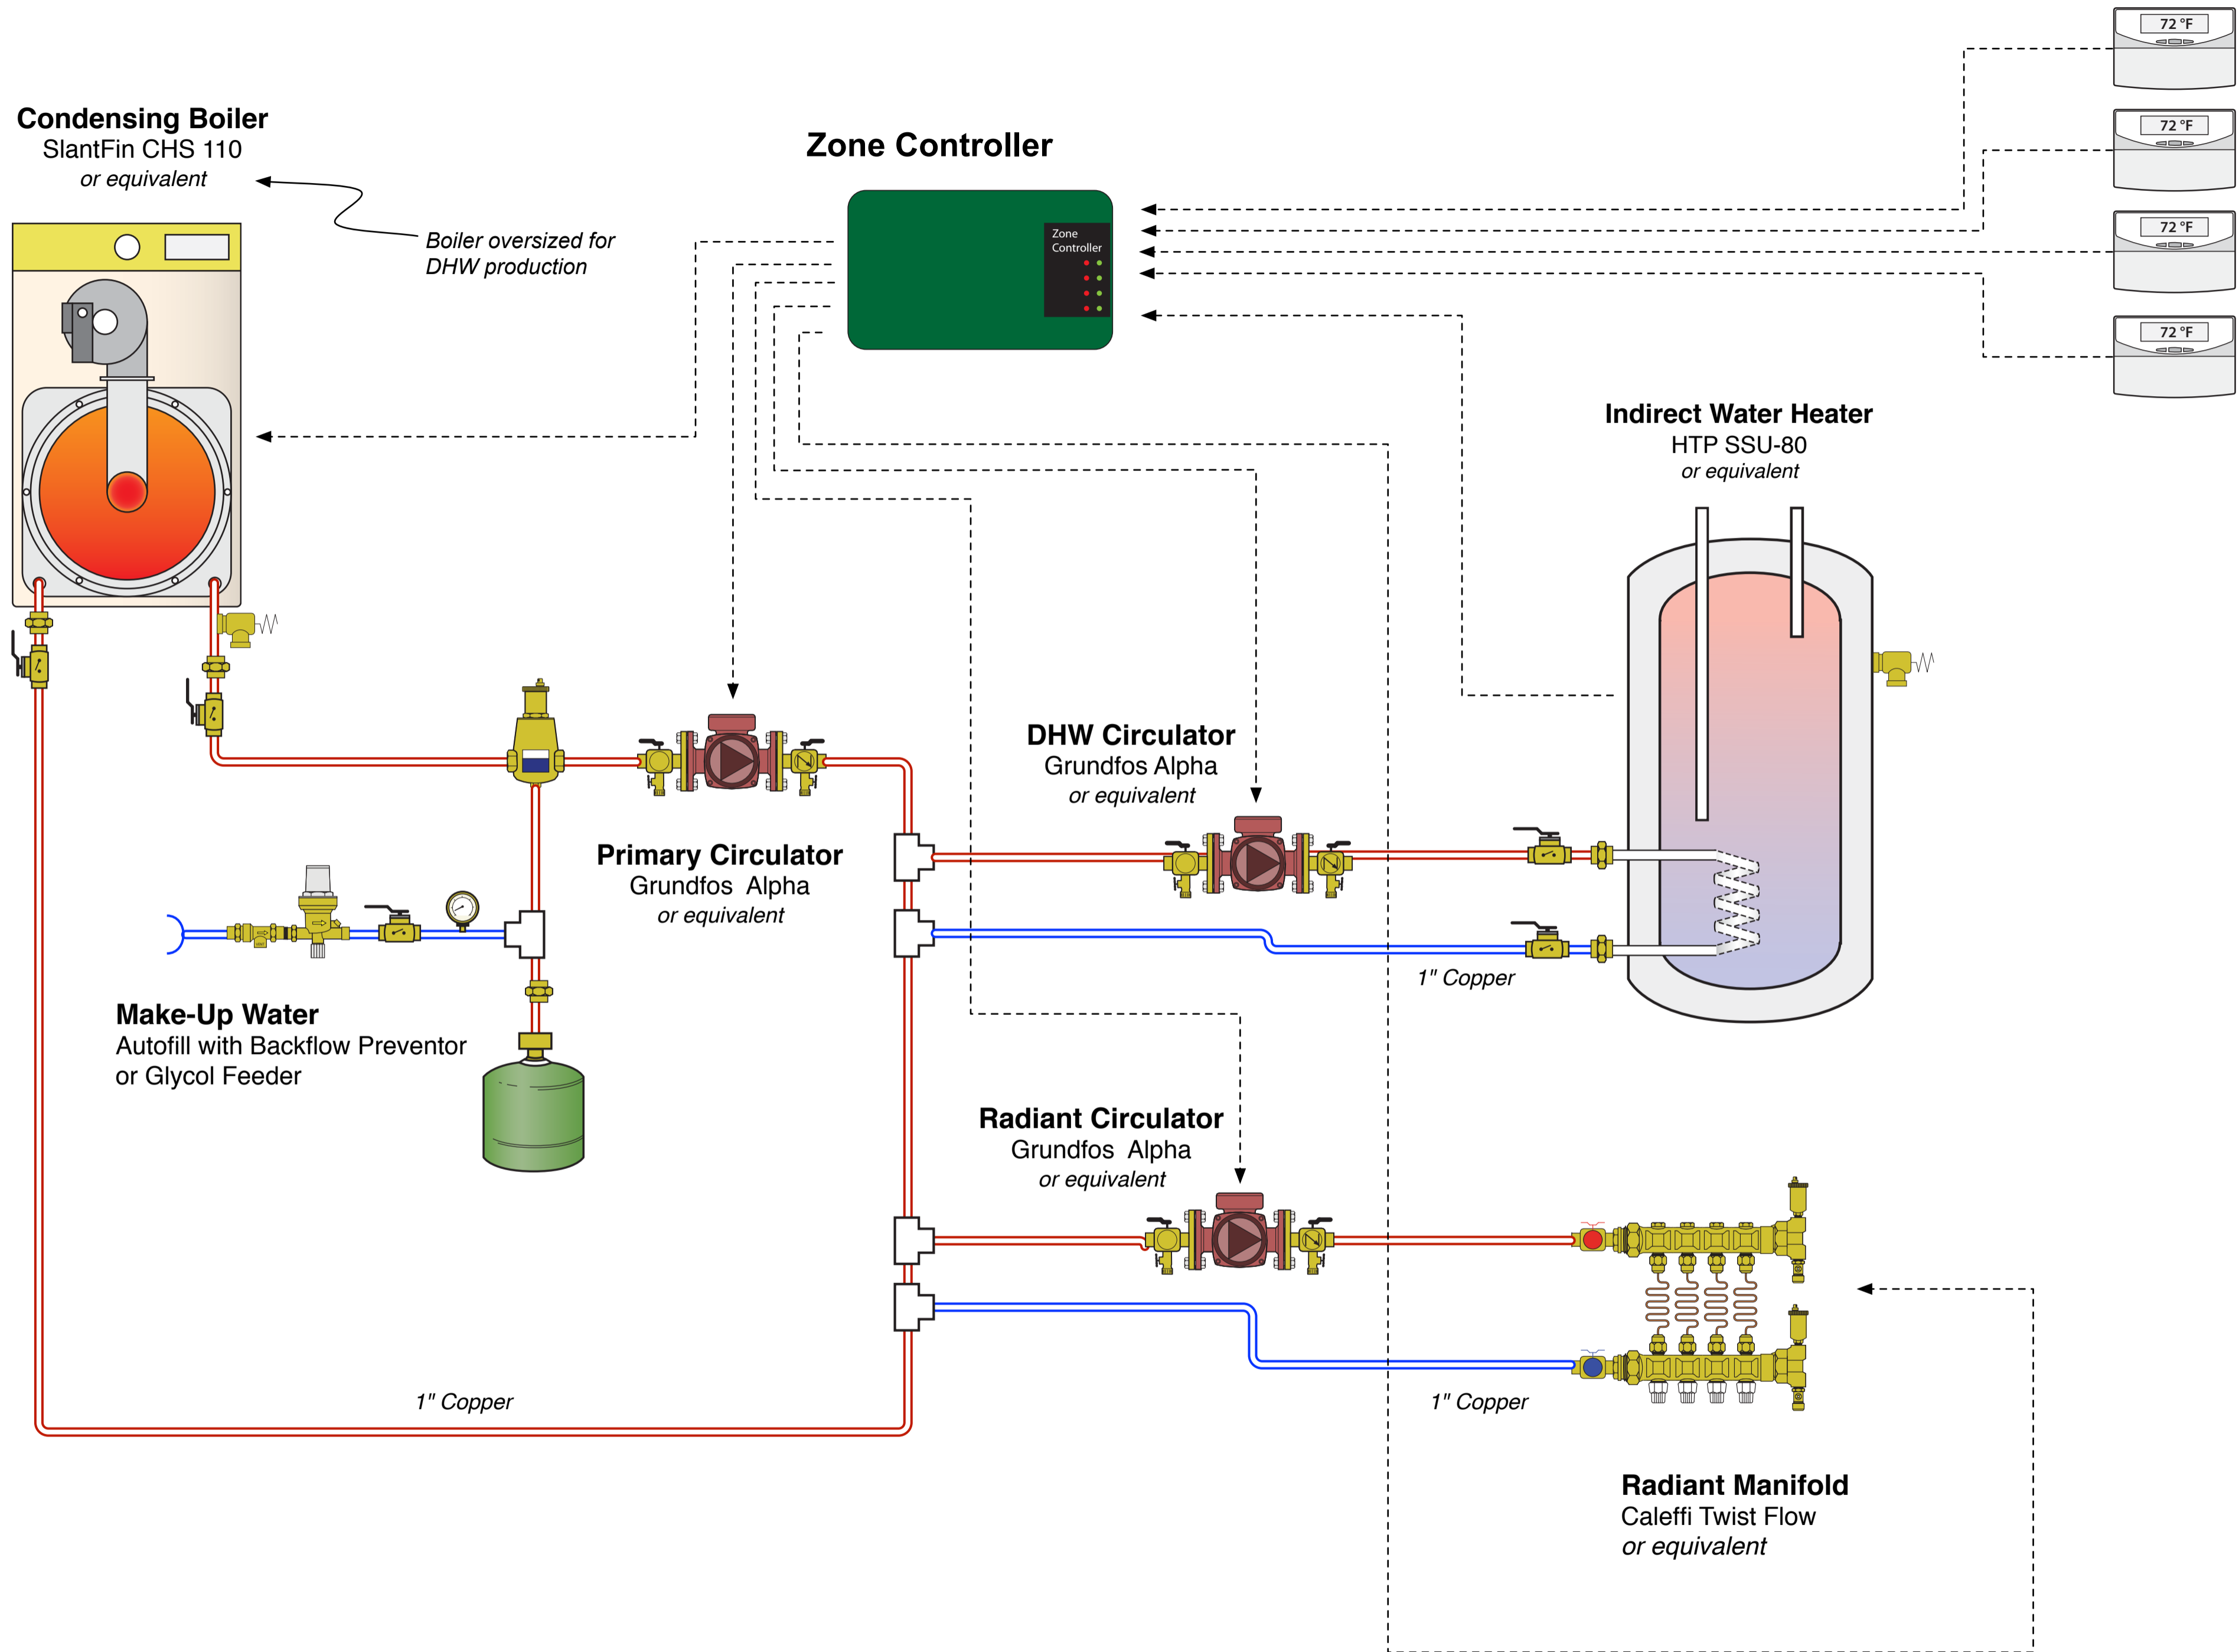 72 °F
72 °F
72 °F
72 °F
Condensing Boiler
SlantFin CHS 110
or equivalent
Boiler oversized for
DHW production
Zone Controller
Zone
Controller
Indirect Water Heater
HTP SSU-80
or equivalent
DHW Circulator
Grundfos Alpha
or equivalent
Primary Circulator
Grundfos Alpha
or equivalent
1" Copper
Make-Up Water
Autofill with Backflow Preventor
or Glycol Feeder
Radiant Circulator
Grundfos Alpha
or equivalent
1" Copper
1" Copper
Radiant Manifold
Caleffi Twist Flow
or equivalent